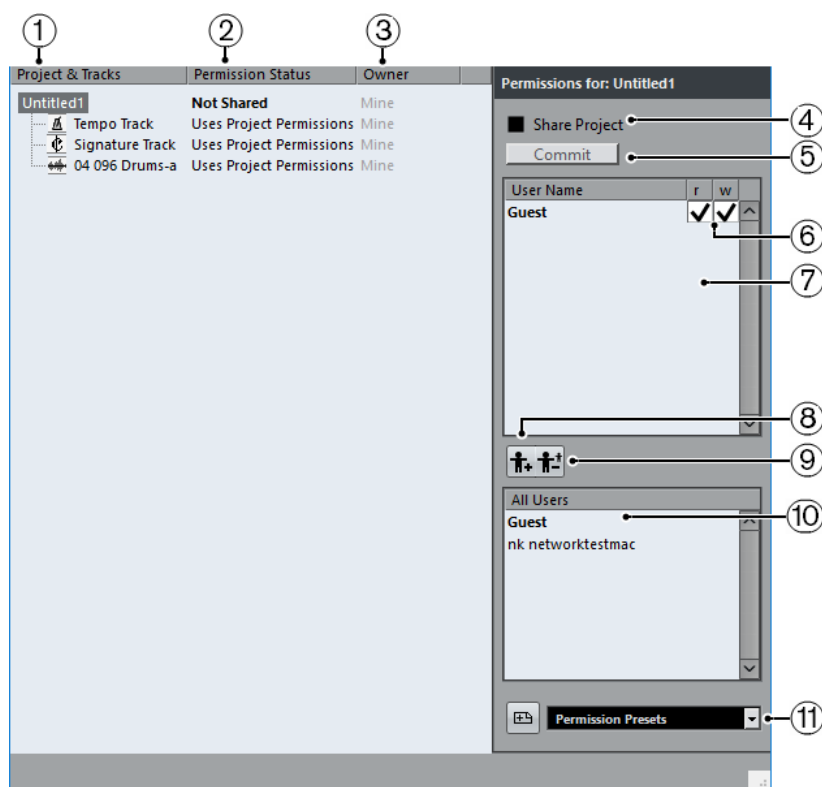 1 2 3
Project & Tracks Permission Status Owner
Untitled1 Not Shared Mine
Tempo Track Uses Project Permissions Mine
Signature Track Uses Project Permissions Mine
04 096 Drums-a Uses Project Permissions Mine
Permissions for: Untitled1
Share Project 4
Commit 5
User Name r w
Guest
6
7
8
9
All Users
Guest 10
nk networktestmac
Permission Presets 11